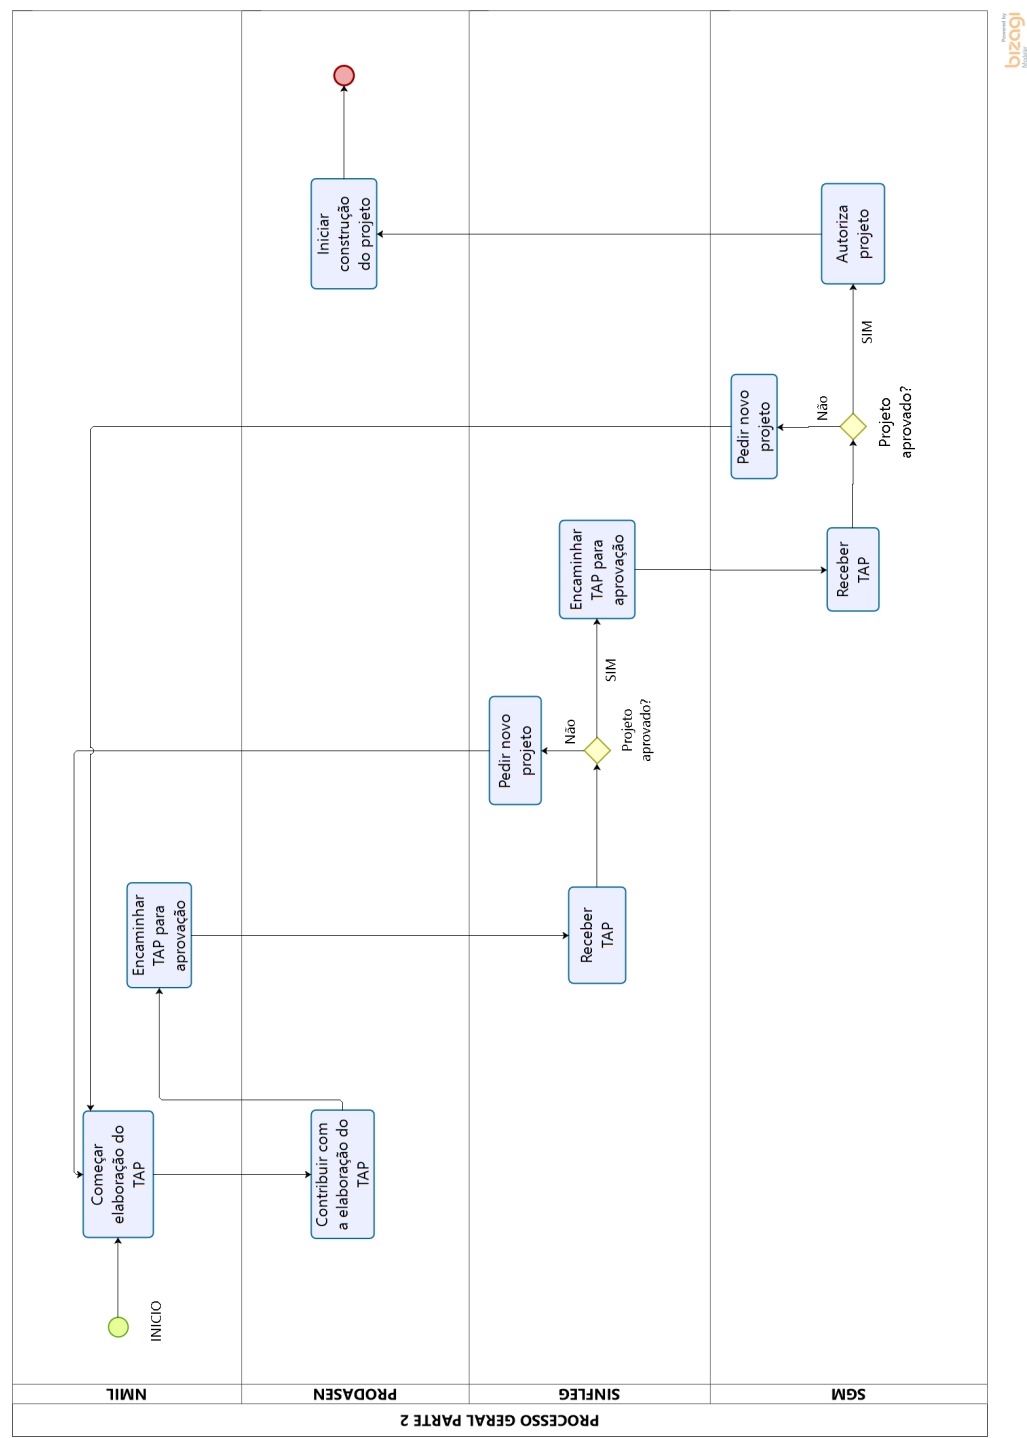 PROCESSO GERAL PARTE 2
NMIL
PRODASEN
SINFLEG
SGM
INICIO
Começar
elaboração do
TAP
Contribuir com
a elaboração do
TAP
Encaminhar
TAP para
aprovação
Receber
TAP
Projeto
aprovado?
Não
Pedir novo
projeto
SIM
Encaminhar
TAP para
aprovação
Receber
TAP
Projeto
aprovado?
Não
Pedir novo
projeto
SIM
Autoriza
projeto
Iniciar
construção
do projeto
Powered by
bizagi
Modeler